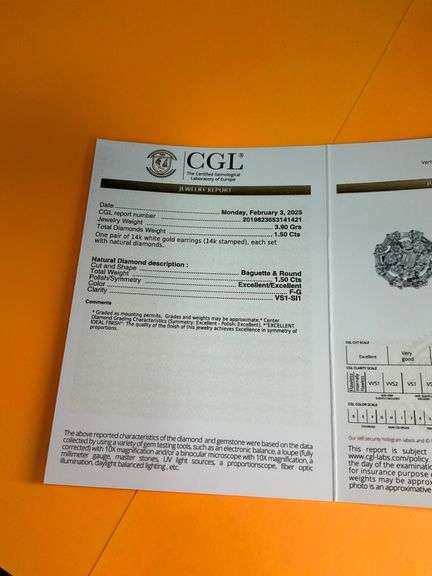 CGL®
The Certified Gemological
Laboratory of Europe
JEWELRY REPORT
Date ........ Monday, February 3, 2025
CGL report number ........ 2019823653141421
Jewelry Weight ........ 3.90 Grs
Total Diamonds Weight ........ 1.50 Cts
One pair of 14k white gold earrings (14k stamped), each set
with natural diamonds.
Natural Diamond description :
Cut and Shape ........ Baguette & Round
Total Weight ........ 1.50 Cts
Polish/Symmetry ........ Excellent/Excellent
Color ........ F-G
Clarity ........ VS1-SI1
Comments
* Graded as mounting permits. Grades and weights may be approximate.* Center
Diamond Grading Characteristics (Symmetry: Excellent - Polish: Excellent). *"EXCELLENT
IDEAL FINISH": The quality of the finish of this jewelry achieves Excellence in symmetry of
proportions.
The above reported characteristics of the diamond and gemstone were based on the data
collected by using a variety of gem testing tools, such as an electronic balance, a loupe (fully
corrected) with 10X magnification and/or a binocular microscope with 10X magnification, a
millimeter gauge, master stones, UV light sources, a proportionscope, fiber optic
illumination, daylight balanced lighting , etc.
CGL CUT SCALE
Excellent
Very
good
CGL CLARITY SCALE
VVS1
VVS2
VS1
CGL COLOR SCALE
Our self security hologram labels and
This report is subject
www.cgl-labs.com/policy.
the day of the examination
for insurance purpose
weights may be approx
photo is an approximative